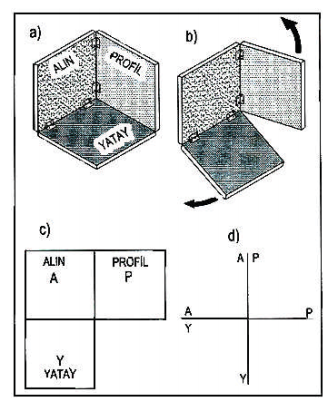 a)
b)
ALIN
PROFİL
YATAY
c)
d)
ALIN
A
PROFİL
P
Y
YATAY
A P
A
Y
P
Y